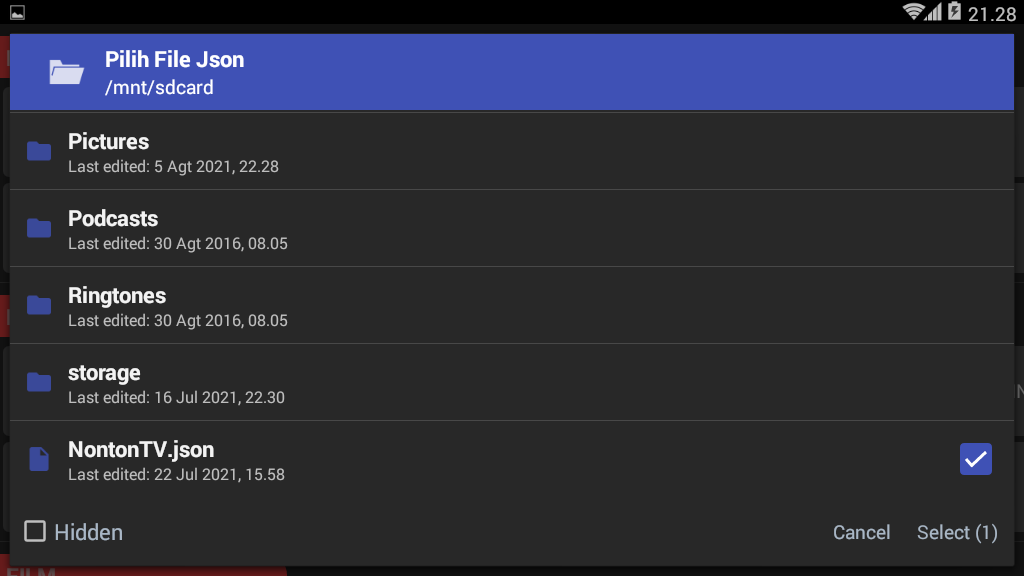 21.28
Pilih File Json
/mnt/sdcard
Pictures
Last edited: 5 Agt 2021, 22.28
Podcasts
Last edited: 30 Agt 2016, 08.05
Ringtones
Last edited: 30 Agt 2016, 08.05
storage
Last edited: 16 Jul 2021, 22.30
NontonTV.json
Last edited: 22 Jul 2021, 15.58
Hidden
Cancel
Select (1)
FILM